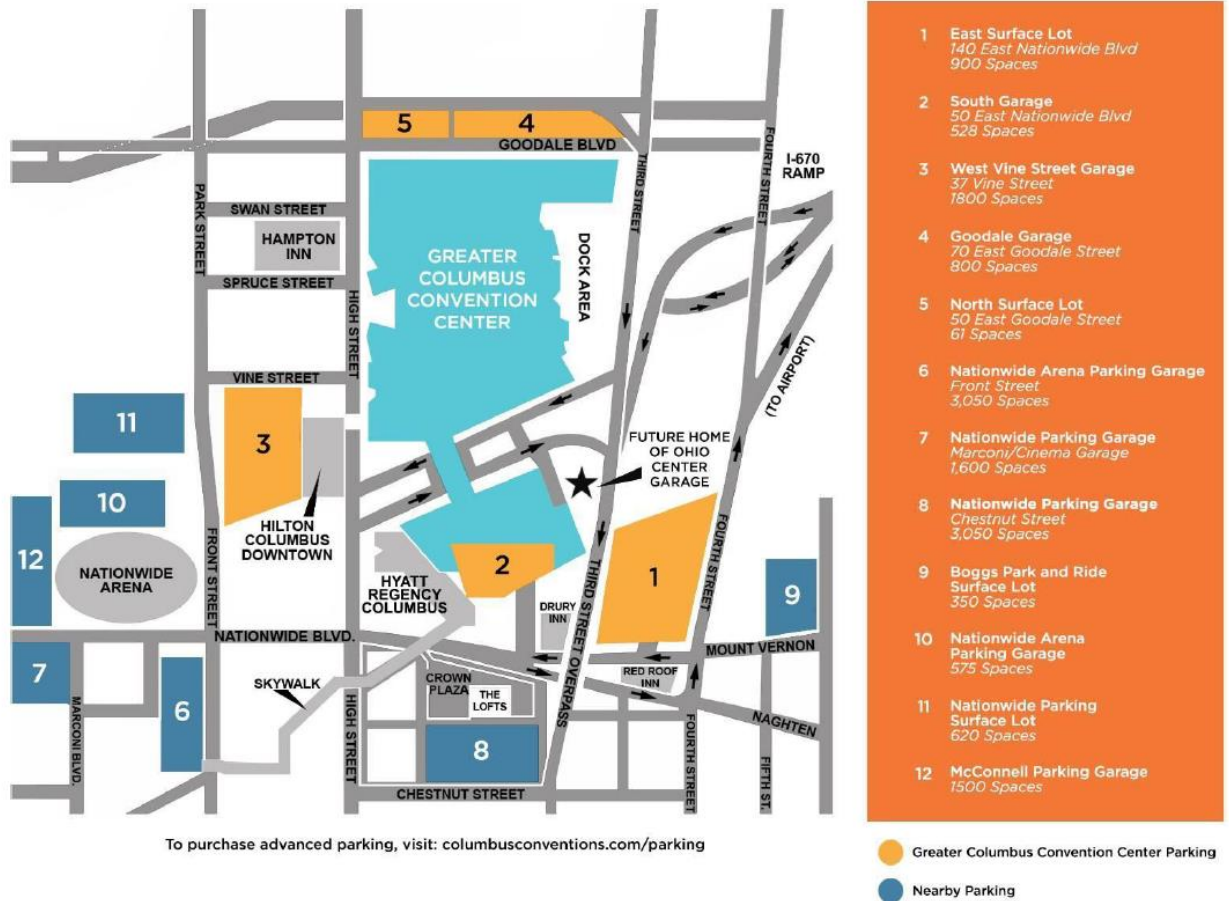 5
4
GOODALE BLVD
I-670
RAMP
PARK STREET
SWAN STREET
HAMPTON
INN
SPRUCE STREET
HIGH STREET
GREATER
COLUMBUS
CONVENTION
CENTER
DOCK AREA
THIRD STREET
FOURTH STREET
(TO AIRPORT)
VINE STREET
11
3
10
12
NATIONWIDE
ARENA
FRONT STREET
HILTON
COLUMBUS
DOWNTOWN
FUTURE HOME
OF OHIO
CENTER
GARAGE
2
1
9
HYATT
REGENCY
COLUMBUS
DRURY
INN
THIRD STREET OVERPASS
FOURTH STREET
NATIONWIDE BLVD.
MOUNT VERNON
7
MARCONI BLVD.
6
SKYWALK
HIGH STREET
CROWN
PLAZA
THE
LOFTS
RED ROOF
INN
8
NAGHTEN
FOURTH STREET
FIFTH ST.
CHESTNUT STREET
To purchase advanced parking, visit: columbusconventions.com/parking
1 East Surface Lot
140 East Nationwide Blvd
900 Spaces
2 South Garage
50 East Nationwide Blvd
528 Spaces
3 West Vine Street Garage
37 Vine Street
1800 Spaces
4 Goodale Garage
70 East Goodale Street
800 Spaces
5 North Surface Lot
50 East Goodale Street
61 Spaces
6 Nationwide Arena Parking Garage
Front Street
3,050 Spaces
7 Nationwide Parking Garage
Marconi/Cinema Garage
1,600 Spaces
8 Nationwide Parking Garage
Chestnut Street
3,050 Spaces
9 Boggs Park and Ride
Surface Lot
350 Spaces
10 Nationwide Arena
Parking Garage
575 Spaces
11 Nationwide Parking
Surface Lot
620 Spaces
12 McConnell Parking Garage
1500 Spaces
Greater Columbus Convention Center Parking
Nearby Parking